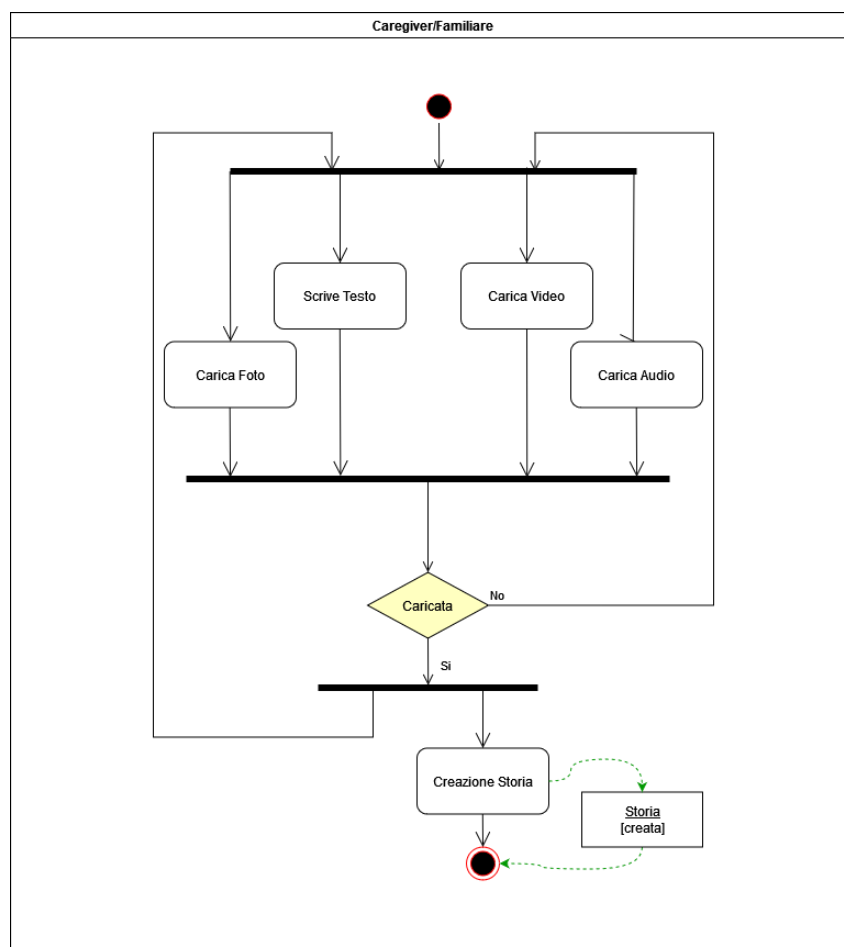 Caregiver/Familiare
Scrive Testo
Carica Video
Carica Foto
Carica Audio
Caricata
No
Si
Creazione Storia
Storia
[creata]